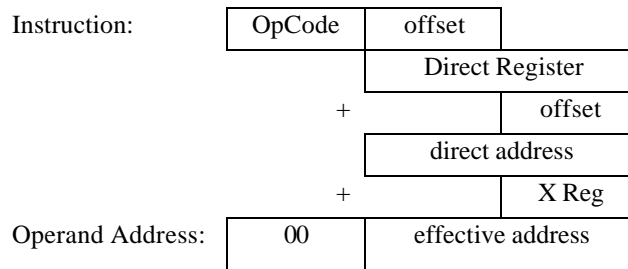 Instruction: OpCode offset
Direct Register
+ offset
direct address
+ X Reg
Operand Address: 00 effective address